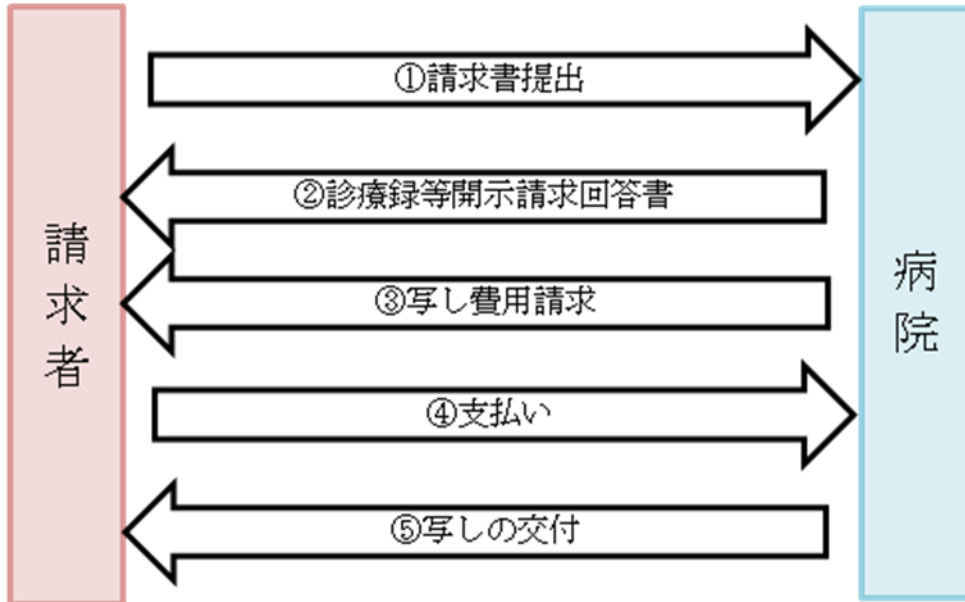 ①請求書提出
②診療録等開示請求回答書
請求者
病院
③写し費用請求
④支払い
⑤写しの交付